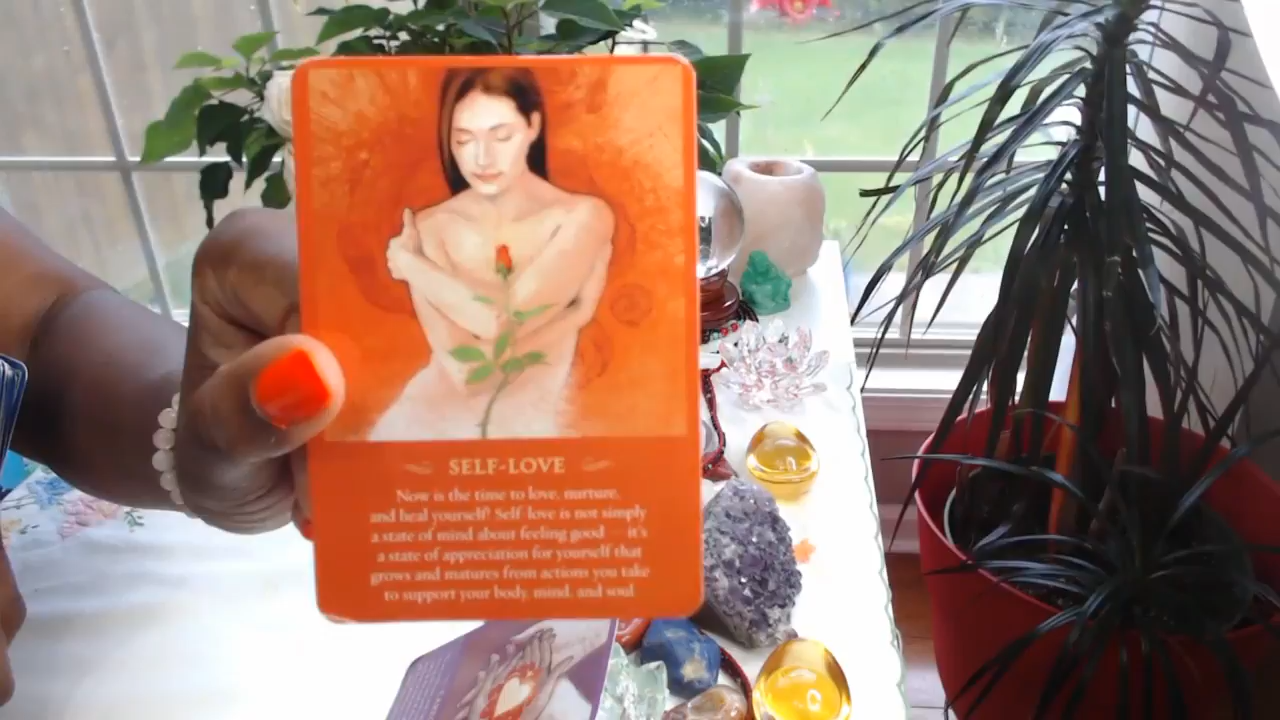 SELF-LOVE
Now is the time to love, nurture,
and heal yourself! Self-love is not simply
a state of mind about feeling good — it's
a state of appreciation for yourself that
grows and matures from actions you take
to support your body, mind, and soul